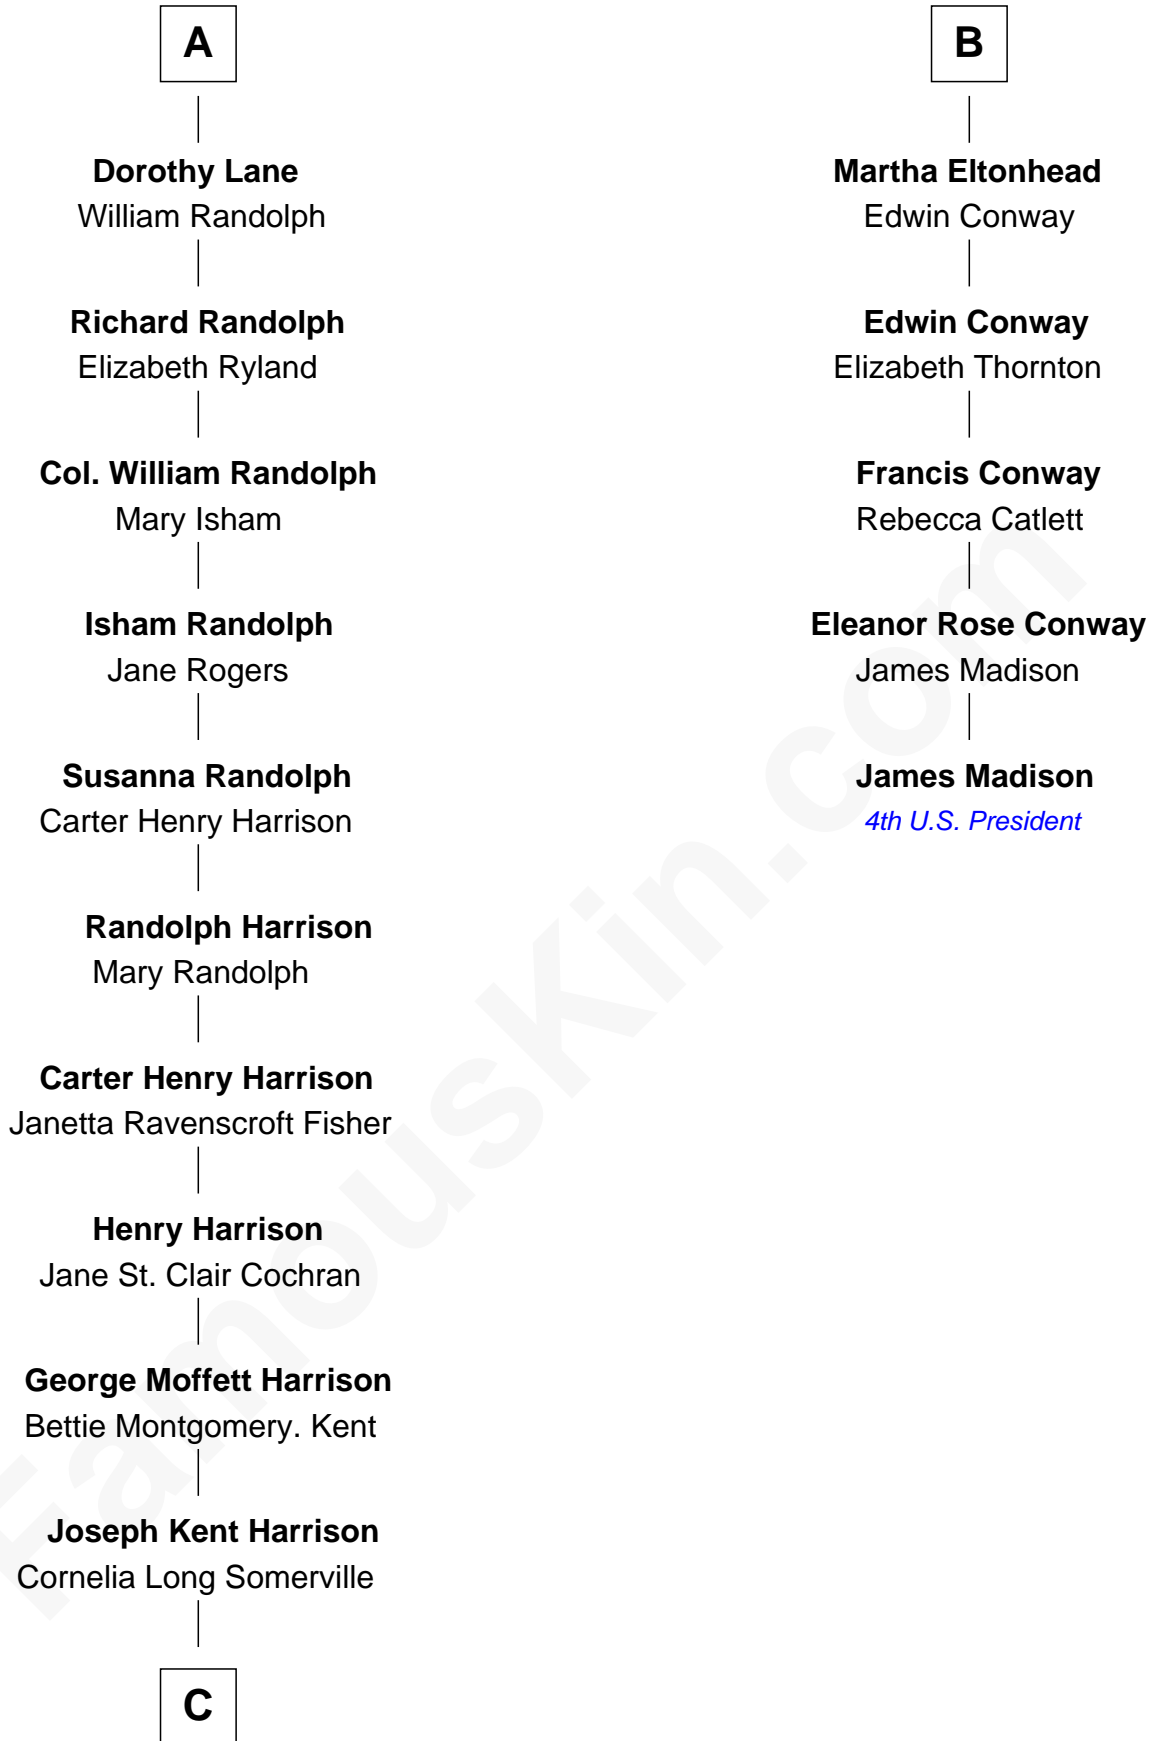 A
Dorothy Lane
William Randolph
Richard Randolph
Elizabeth Ryland
Col. William Randolph
Mary Isham
Isham Randolph
Jane Rogers
Susanna Randolph
Carter Henry Harrison
Randolph Harrison
Mary Randolph
Carter Henry Harrison
Janetta Ravenscroft Fisher
Henry Harrison
Jane St. Clair Cochran
George Moffett Harrison
Bettie Montgomery. Kent
Joseph Kent Harrison
Cornelia Long Somerville
C
B
Martha Eltonhead
Edwin Conway
Edwin Conway
Elizabeth Thornton
Francis Conway
Rebecca Catlett
Eleanor Rose Conway
James Madison
James Madison
4th U.S. President
FamousKin.com